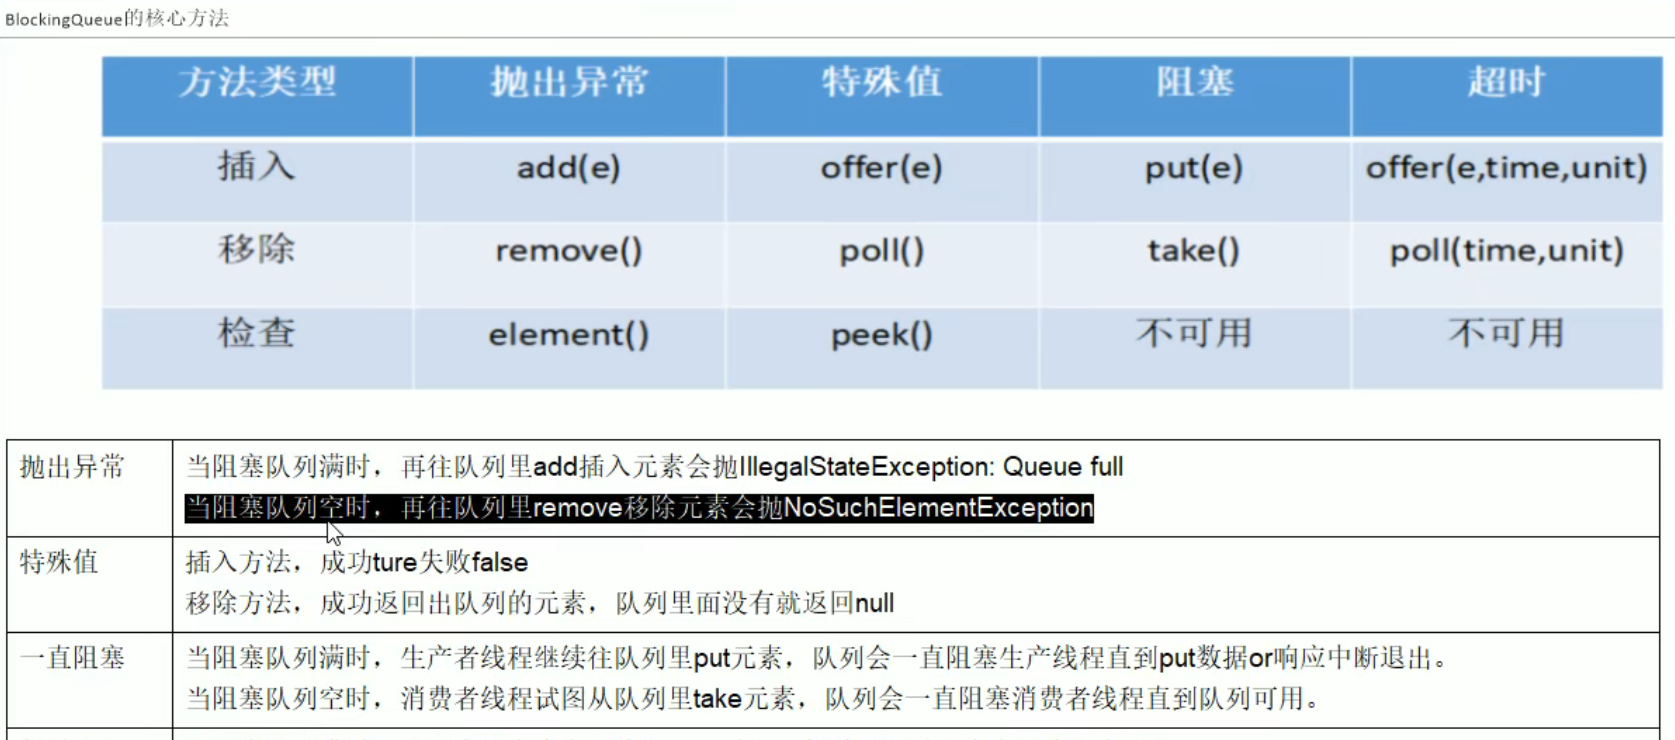 BlockingQueue的核心方法
方法类型 抛出异常 特殊值 阻塞 超时
插入 add(e) offer(e) put(e) offer(e,time,unit)
移除 remove() poll() take() poll(time,unit)
检查 element() peek() 不可用 不可用
抛出异常 当阻塞队列满时，再往队列里add插入元素会抛IllegalStateException: Queue full
当阻塞队列空时，再往队列里remove移除元素会抛NoSuchElementException
特殊值 插入方法，成功ture失败false
移除方法，成功返回出队列的元素，队列里面没有就返回null
一直阻塞 当阻塞队列满时，生产者线程继续往队列里put元素，队列会一直阻塞生产线程直到put数据or响应中断退出。
当阻塞队列空时，消费者线程试图从队列里take元素，队列会一直阻塞消费者线程直到队列可用。